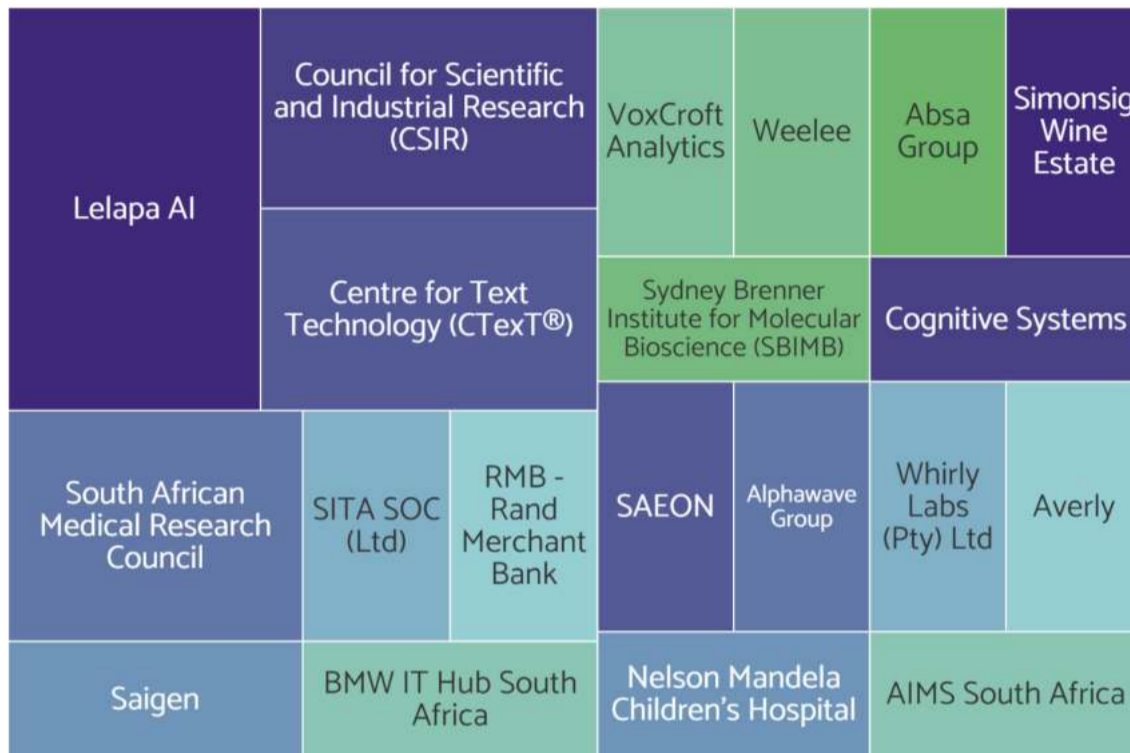 Lelapa AI
Council for Scientific
and Industrial Research
(CSIR)
Centre for Text
Technology (CTexT®)
VoxCroft
Analytics
Weelee
Absa
Group
Simonsig
Wine
Estate
Sydney Brenner
Institute for Molecular
Bioscience (SBIMB)
Cognitive Systems
South African
Medical Research
Council
SITA SOC
(Ltd)
RMB -
Rand
Merchant
Bank
SAEON
Alphawave
Group
Whirly
Labs
(Pty) Ltd
Averly
Saigen
BMW IT Hub South
Africa
Nelson Mandela
Children's Hospital
AIMS South Africa